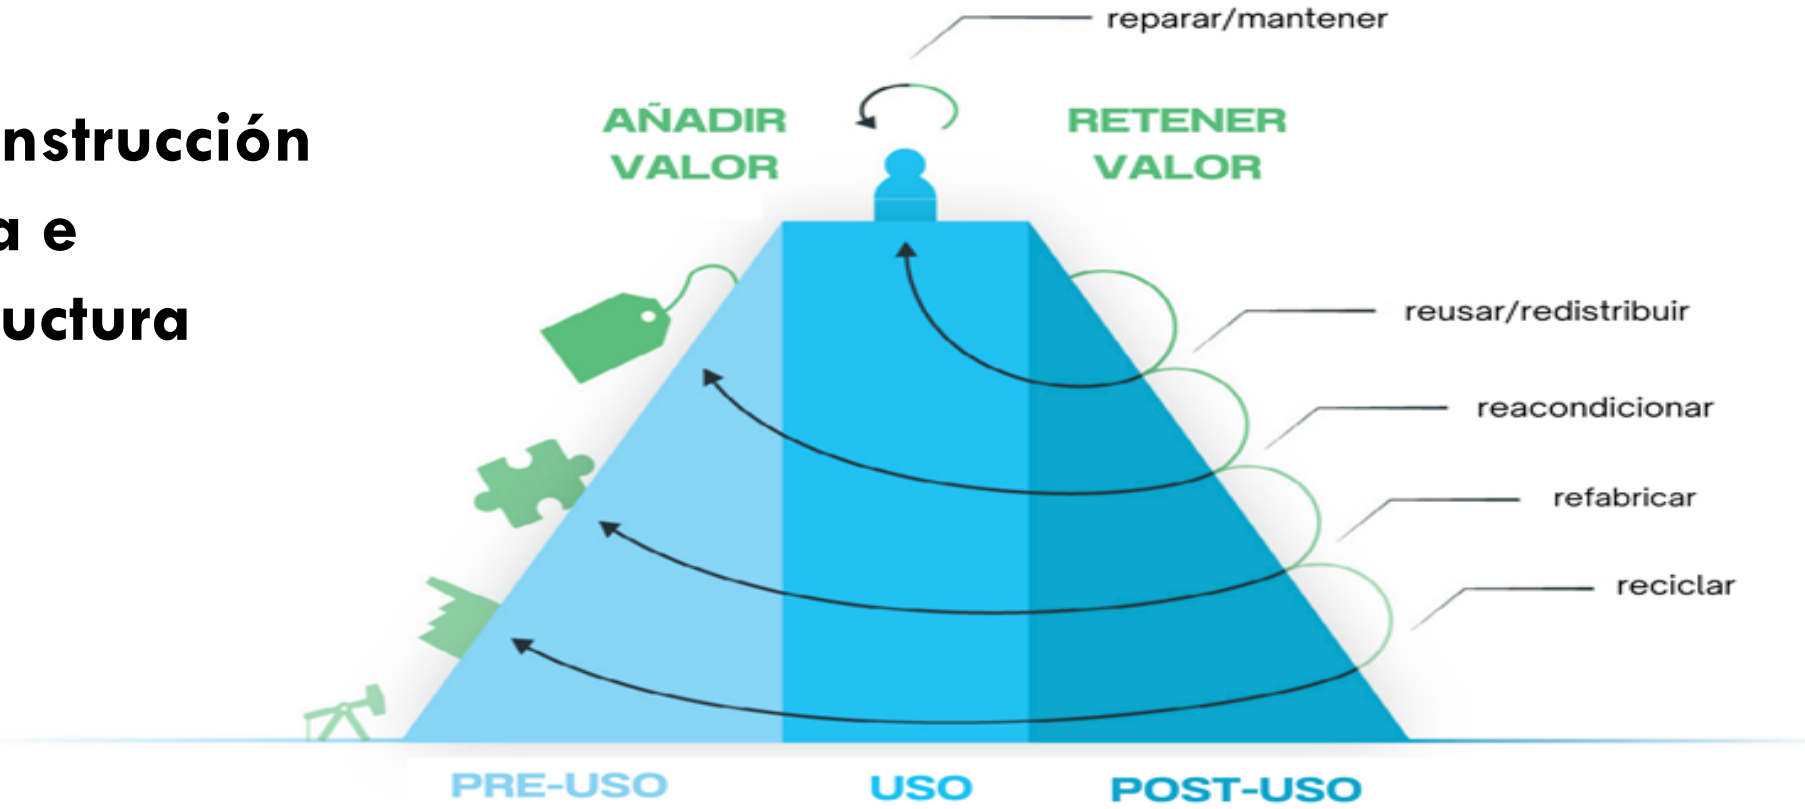 reparar/mantener
AÑADIR
VALOR
RETENER
VALOR
nstrucción
a e
uctura
reusar/redistribuir
reacondicionar
refabricar
reciclar
PRE-USO
USO
POST-USO